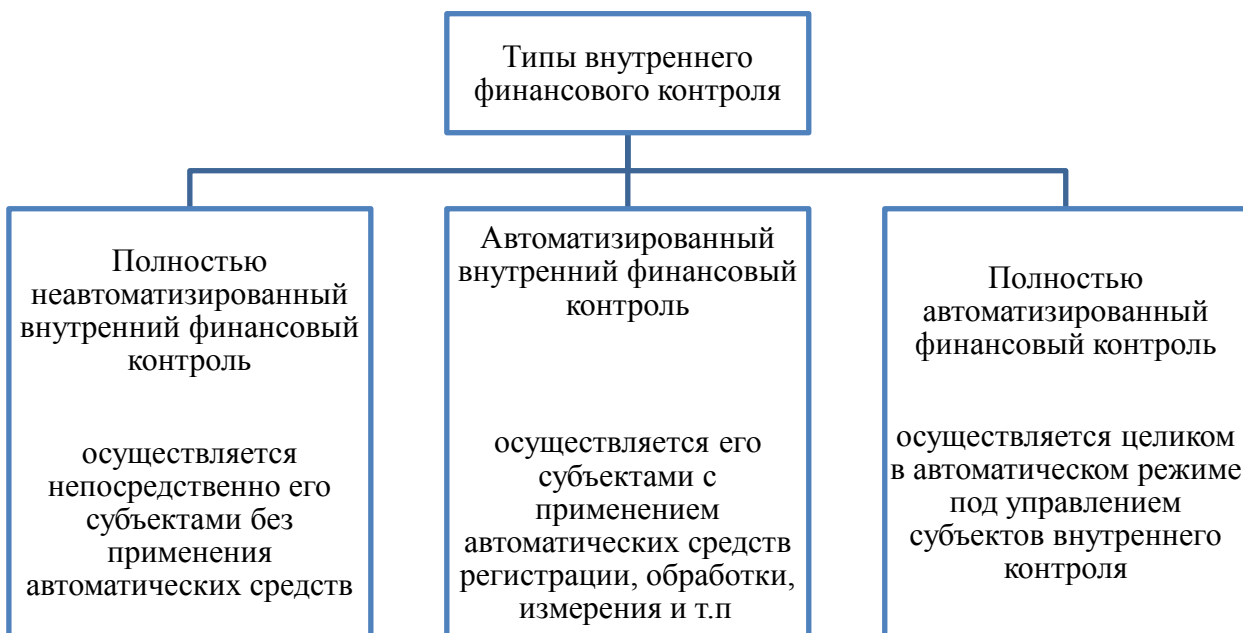 Типы внутреннего
финансового контроля
Полностью
неавтоматизированный
внутренний финансовый
контроль
осуществляется
непосредственно его
субъектами без
применения
автоматических средств
Автоматизированный
внутренний финансовый
контроль
осуществляется его
субъектами с
применением
автоматических средств
регистрации, обработки,
измерения и т.п
Полностью
автоматизированный
финансовый контроль
осуществляется целиком
в автоматическом режиме
под управлением
субъектов внутреннего
контроля